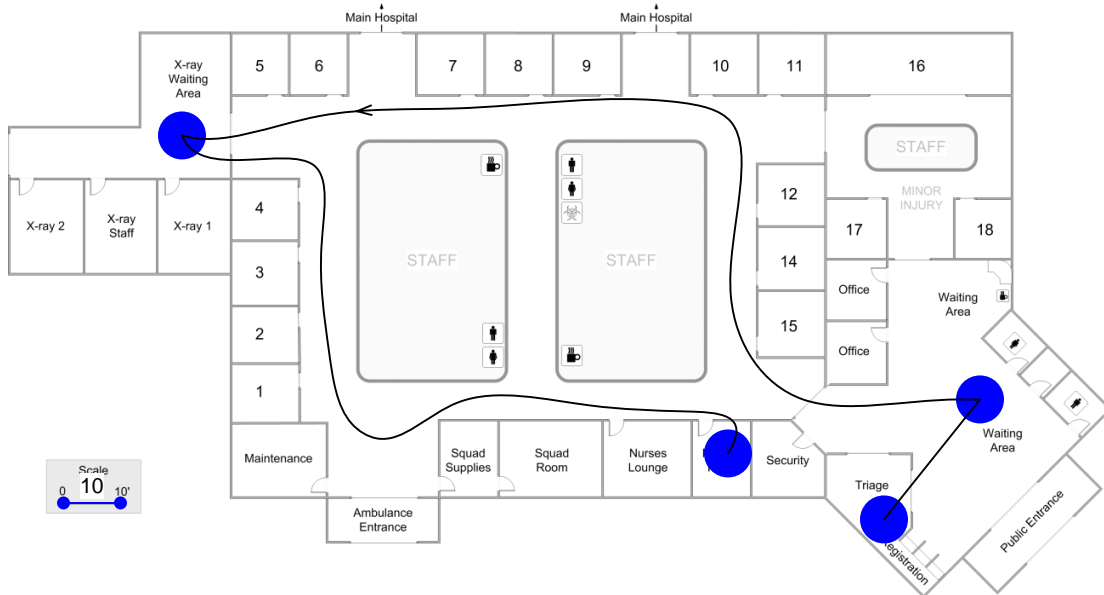 Main Hospital
Main Hospital
X-ray
Waiting
Area
5
6
7
8
9
10
11
16
STAFF
MINOR
INJURY
X-ray 2
X-ray
Staff
X-ray 1
4
3
2
1
STAFF
STAFF
12
14
15
17
18
Office
Office
Waiting
Area
Waiting
Area
Maintenance
Squad
Supplies
Squad
Room
Nurses
Lounge
Security
Triage
Registration
Public Entrance
Ambulance
Entrance
Scale
0
10
10'